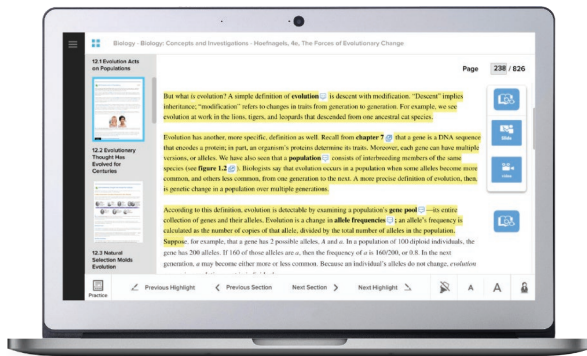 Biology - Biology: Concepts and Investigations - Hoefnagels, 4e, The Forces of Evolutionary Change
12.1 Evolution Acts
on Populations
12.2 Evolutionary
Thought Has
Evolved for
Centuries
12.3 Natural
Selection Molds
Evolution
Page 238 / 826
But what is evolution? A simple definition of evolution is descent with modification. "Descent" implies
inheritance; "modification" refers to changes in traits from generation to generation. For example, we see
evolution at work in the lions, tigers, and leopards that descended from one ancestral cat species.
Evolution has another, more specific, definition as well. Recall from chapter 7 that a gene is a DNA sequence
that encodes a protein; in part, an organism's proteins determine its traits. Moreover, each gene can have multiple
versions, or alleles. We have also seen that a population consists of interbreeding members of the same
species (see figure 1.2). Biologists say that evolution occurs in a population when some alleles become more
common, and others less common, from one generation to the next. A more precise definition of evolution, then,
is genetic change in a population over multiple generations.
According to this definition, evolution is detectable by examining a population's gene pool—its entire
collection of genes and their alleles. Evolution is a change in allele frequencies; an allele's frequency is
calculated as the number of copies of that allele, divided by the total number of alleles in the population.
Suppose, for example, that a gene has 2 possible alleles, A and a. In a population of 100 diploid individuals, the
gene has 200 alleles. If 160 of those alleles are a, then the frequency of a is 160/200, or 0.8. In the next
generation, a may become either more or less common. Because an individual's alleles do not change, evolution
Slide
Video
Practice
Previous Highlight
Previous Section
Next Section
Next Highlight
A
A